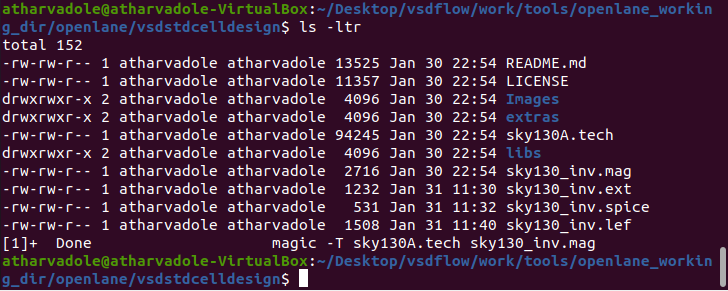 atharvadole@atharvadole-VirtualBox:~/Desktop/vsdflow/work/tools/openlane_workin
g_dir/openlane/vsdstdcelldesign$ ls -ltr
total 152
-rw-rw-r-- 1 atharvadole atharvadole 13525 Jan 30 22:54 README.md
-rw-rw-r-- 1 atharvadole atharvadole 11357 Jan 30 22:54 LICENSE
drwxrwxr-x 2 atharvadole atharvadole  4096 Jan 30 22:54 Images
drwxrwxr-x 2 atharvadole atharvadole  4096 Jan 30 22:54 extras
-rw-rw-r-- 1 atharvadole atharvadole 94245 Jan 30 22:54 sky130A.tech
drwxrwxr-x 2 atharvadole atharvadole  4096 Jan 30 22:54 libs
-rw-rw-r-- 1 atharvadole atharvadole  2716 Jan 30 22:54 sky130_inv.mag
-rw-rw-r-- 1 atharvadole atharvadole  1232 Jan 31 11:30 sky130_inv.ext
-rw-rw-r-- 1 atharvadole atharvadole   531 Jan 31 11:32 sky130_inv.spice
-rw-rw-r-- 1 atharvadole atharvadole  1508 Jan 31 11:40 sky130_inv.lef
[1]+  Done                    magic -T sky130A.tech sky130_inv.mag
atharvadole@atharvadole-VirtualBox:~/Desktop/vsdflow/work/tools/openlane_workin
g_dir/openlane/vsdstdcelldesign$